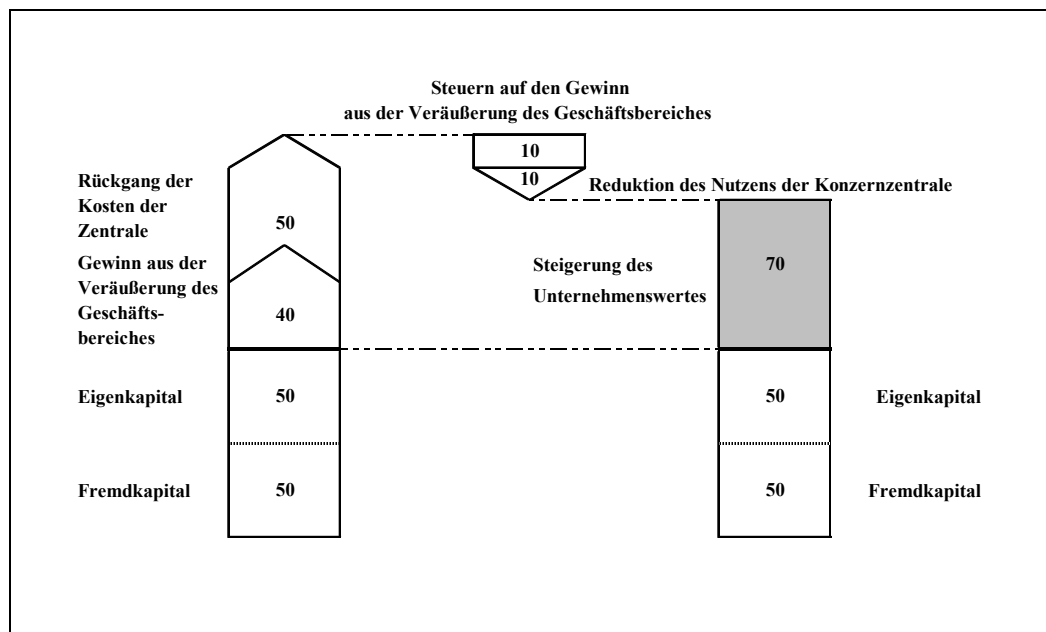 Steuern auf den Gewinn
aus der Veräußerung des Geschäftsbereiches
10
10
Reduktion des Nutzens der Konzernzentrale
Rückgang der
Kosten der
Zentrale
50
Gewinn aus der
Veräußerung des
Geschäfts-
bereiches
40
Steigerung des
Unternehmenswertes
70
Eigenkapital
50
50
Eigenkapital
Fremdkapital
50
50
Fremdkapital